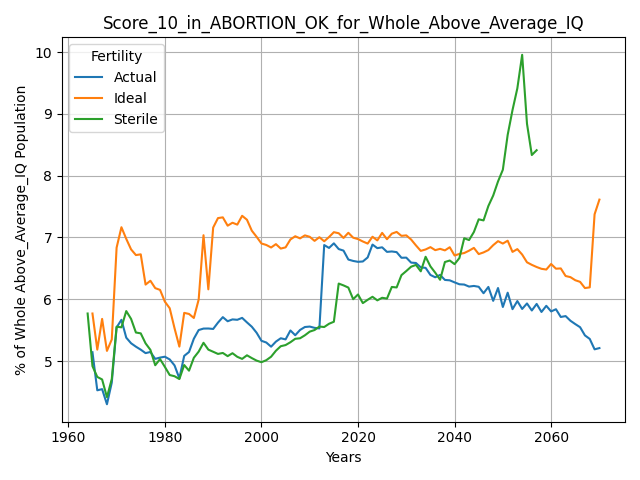 Score_10_in_ABORTION_OK_for_Whole_Above_Average_IQ
% of Whole Above_Average_IQ Population
10
9
8
7
6
5
Fertility
Actual
Ideal
Sterile
1960 1980 2000 2020 2040 2060
Years